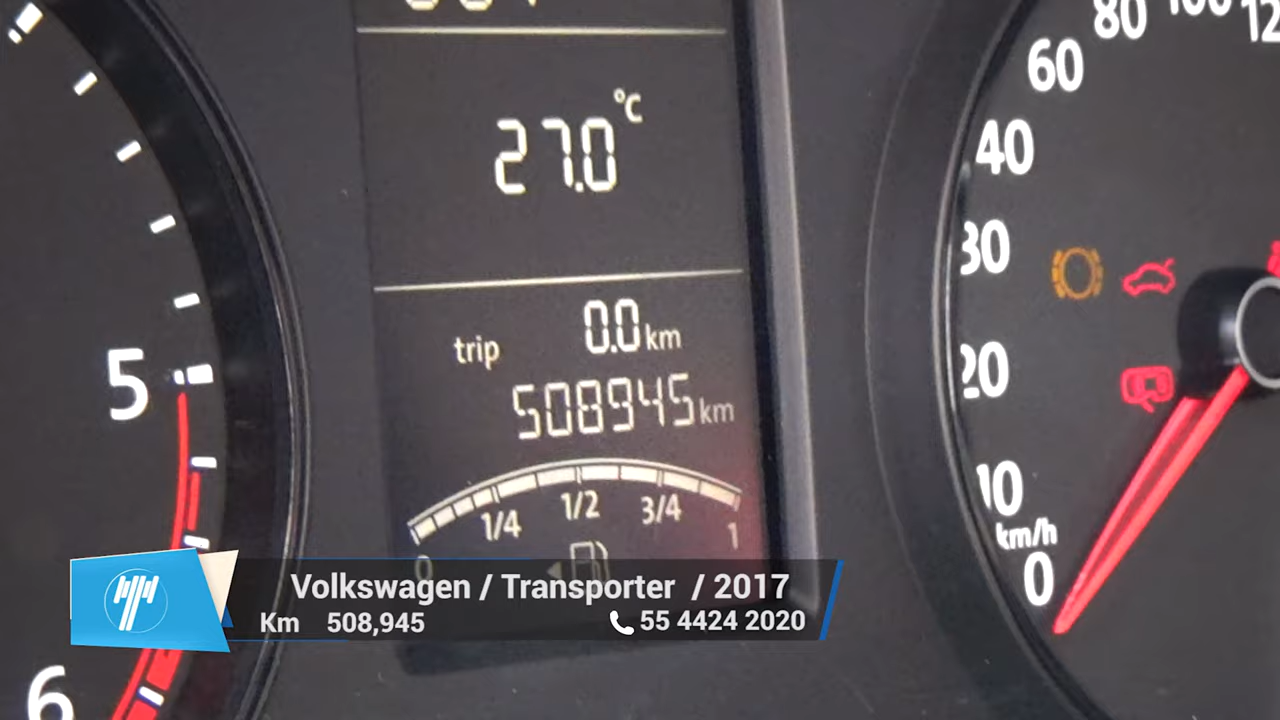 80 100
60
40
30
20
10
km/h
0
27.0 °C
trip 0.0 km
508945 km
0 1/4 1/2 3/4 1
5
6
Volkswagen / Transporter / 2017
Km 508,945
55 4424 2020